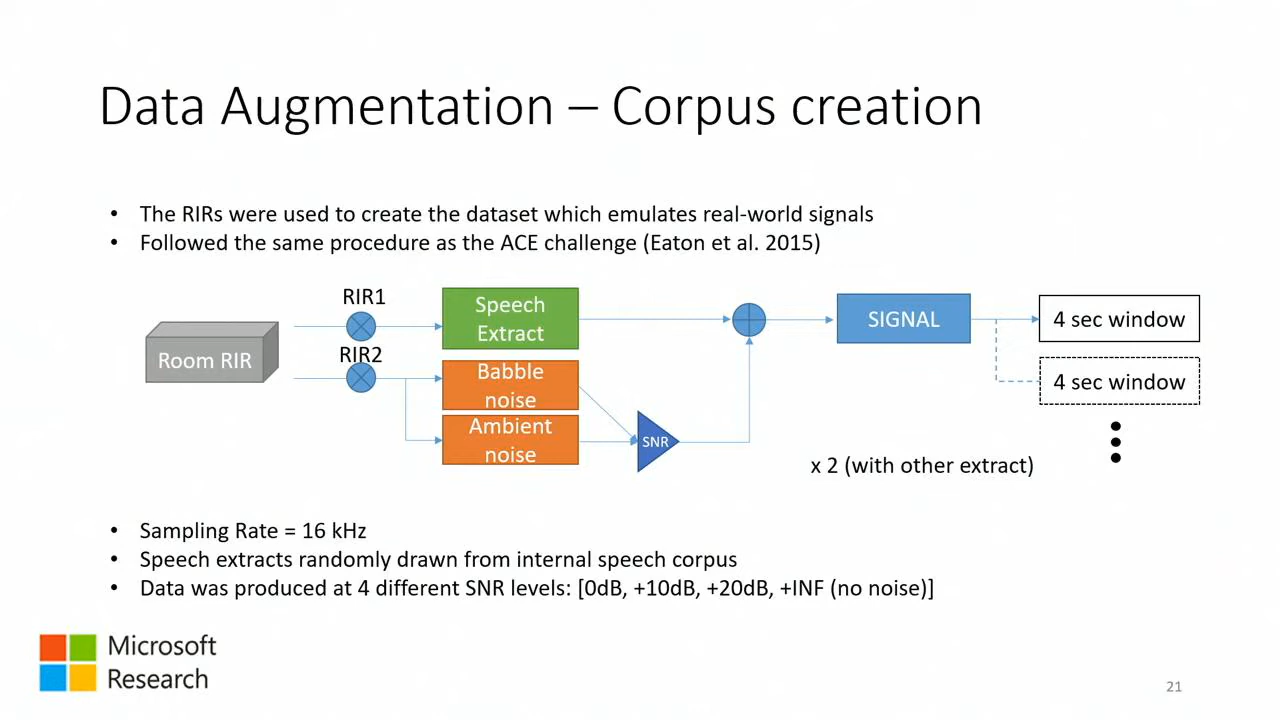 Data Augmentation – Corpus creation
• The RIRs were used to create the dataset which emulates real-world signals
• Followed the same procedure as the ACE challenge (Eaton et al. 2015)
Room RIR
RIR1
RIR2
Speech
Extract
Babble
noise
Ambient
noise
SNR
SIGNAL
4 sec window
4 sec window
x 2 (with other extract)
• Sampling Rate = 16 kHz
• Speech extracts randomly drawn from internal speech corpus
• Data was produced at 4 different SNR levels: [0dB, +10dB, +20dB, +INF (no noise)]
Microsoft
Research
21